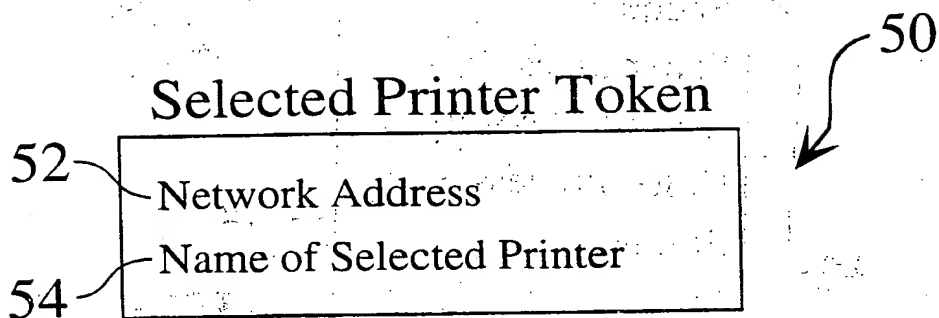 50
Selected Printer Token
52
Network Address
Name of Selected Printer
54